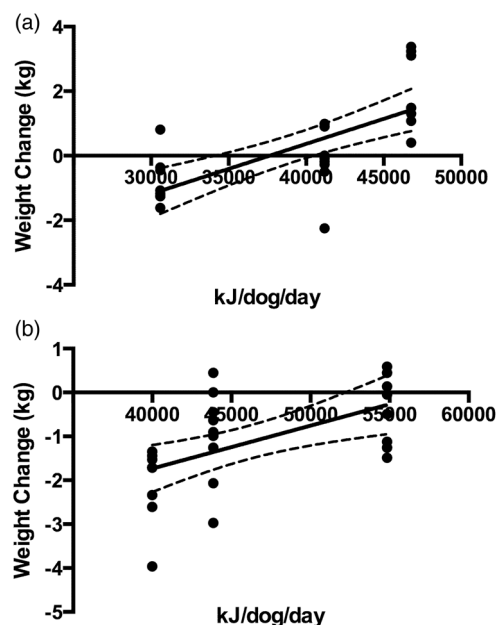 (a)
4
2
0
-2
-4
Weight Change (kg)
30000 35000 40000 45000 50000
kJ/dog/day
(b)
1
0
-1
-2
-3
-4
-5
Weight Change (kg)
40000 45000 50000 55000 60000
kJ/dog/day